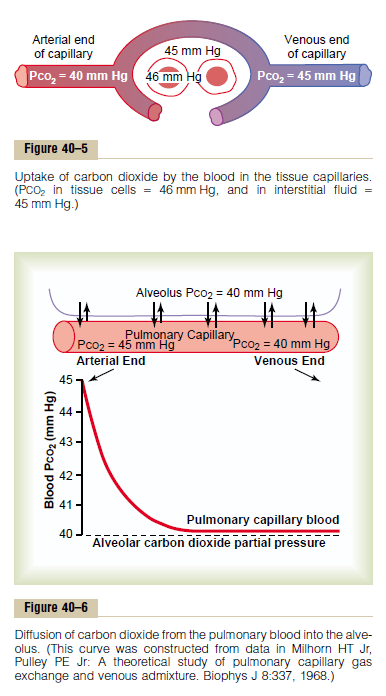 Arterial end
of capillary
45 mm Hg
Venous end
of capillary
Pco₂ = 40 mm Hg
46 mm Hg
Pco₂ = 45 mm Hg
Figure 40–5
Uptake of carbon dioxide by the blood in the tissue capillaries.
(PCO₂ in tissue cells = 46 mm Hg, and in interstitial fluid =
45 mm Hg.)
Alveolus Pco₂ = 40 mm Hg
Pulmonary Capillary
Pco₂ = 45 mm Hg
Pco₂ = 40 mm Hg
Arterial End
Venous End
Blood Pco₂ (mm Hg)
45
44
43
42
41
40
Pulmonary capillary blood
Alveolar carbon dioxide partial pressure
Figure 40–6
Diffusion of carbon dioxide from the pulmonary blood into the alve-
olus. (This curve was constructed from data in Milhorn HT Jr,
Pulley PE Jr: A theoretical study of pulmonary capillary gas
exchange and venous admixture. Biophys J 8:337, 1968.)